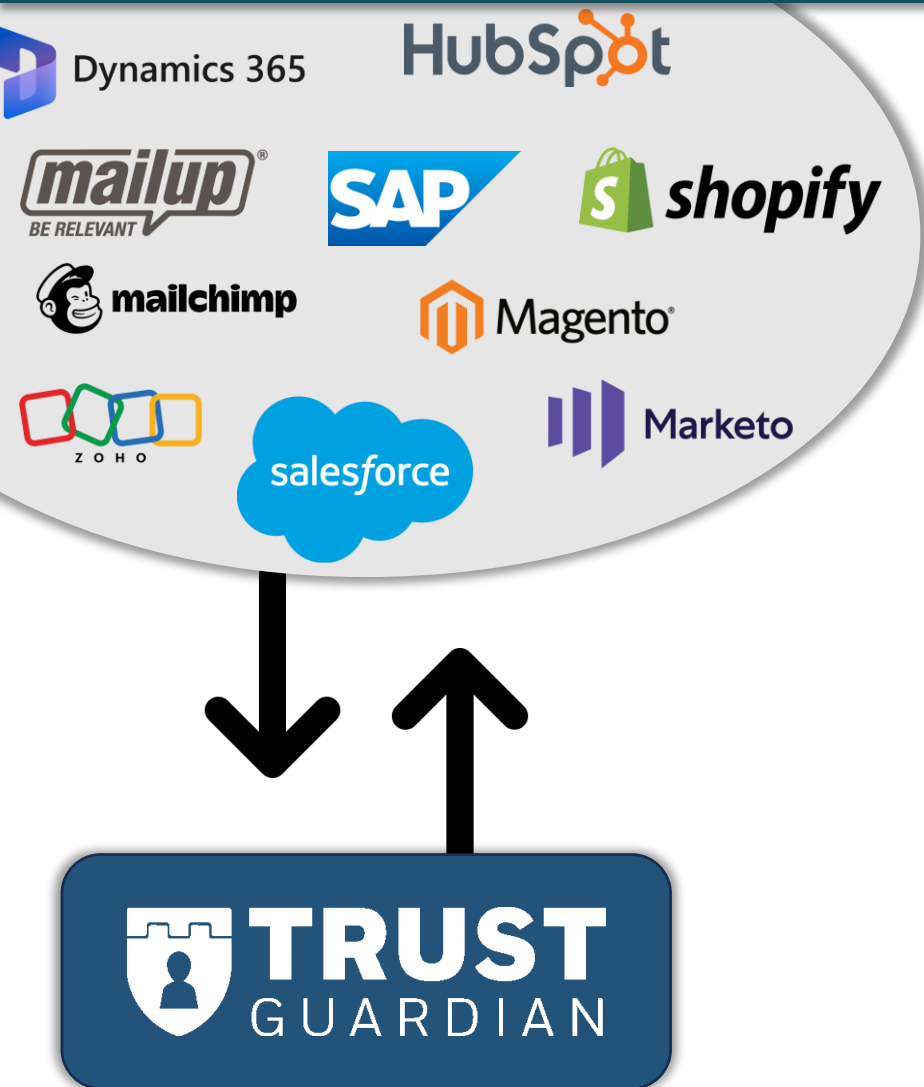 Dynamics 365
HubSpot
mailup®
BE RELEVANT
SAP
S shopify
mailchimp
Magento®
ZOHO
salesforce
Marketo
TRUST
GUARDIAN